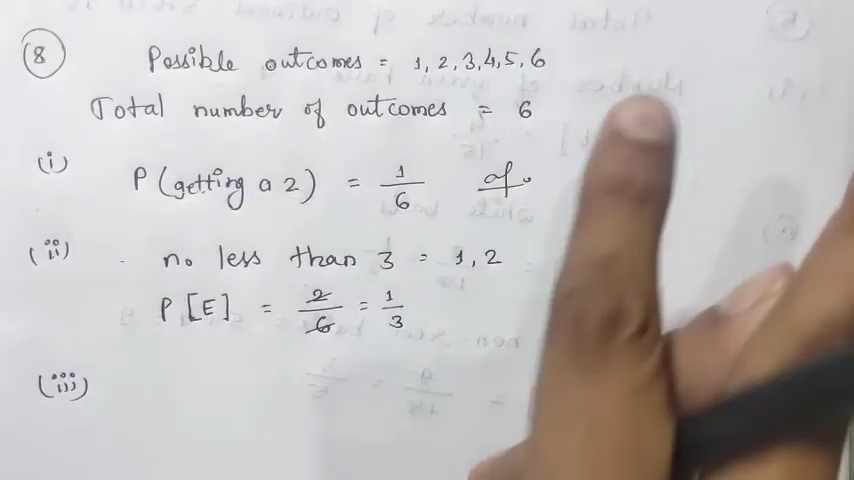 (8) Possible outcomes = 1, 2, 3, 4, 5, 6
Total number of outcomes = 6
(i)
P (getting a 2) = 1/6
(ii) no less than 3 = 1, 2
P [E] = 2/6 = 1/3
(iii)